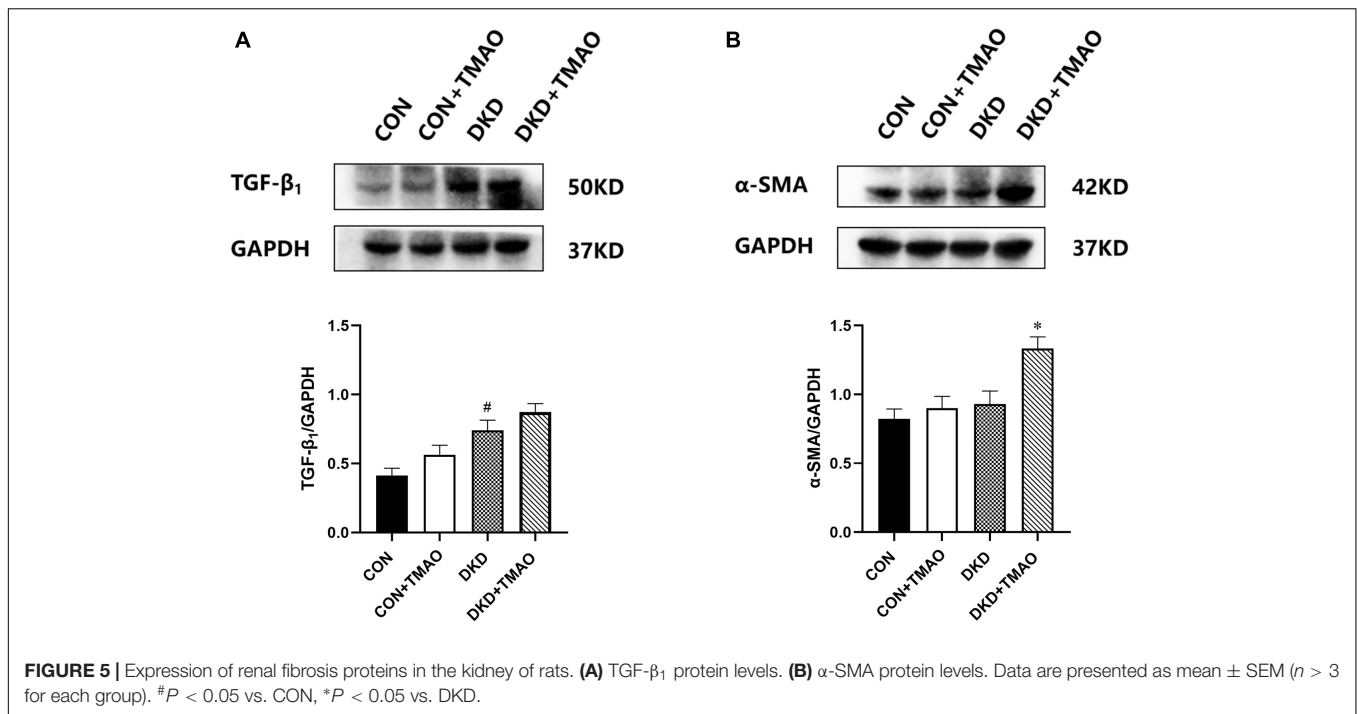 A
CON
CON+TMAO
DKD
DKD+TMAO
TGF-β₁
50KD
GAPDH
37KD
1.5
1.0
0.5
0.0
TGF-β₁/GAPDH
#
CON
CON+TMAO
DKD
DKD+TMAO
B
CON
CON+TMAO
DKD
DKD+TMAO
α-SMA
42KD
GAPDH
37KD
1.5
1.0
0.5
0.0
α-SMA/GAPDH
*
CON
CON+TMAO
DKD
DKD+TMAO
FIGURE 5 | Expression of renal fibrosis proteins in the kidney of rats. (A) TGF-β₁ protein levels. (B) α-SMA protein levels. Data are presented as mean ± SEM (n > 3
for each group). #P < 0.05 vs. CON, *P < 0.05 vs. DKD.